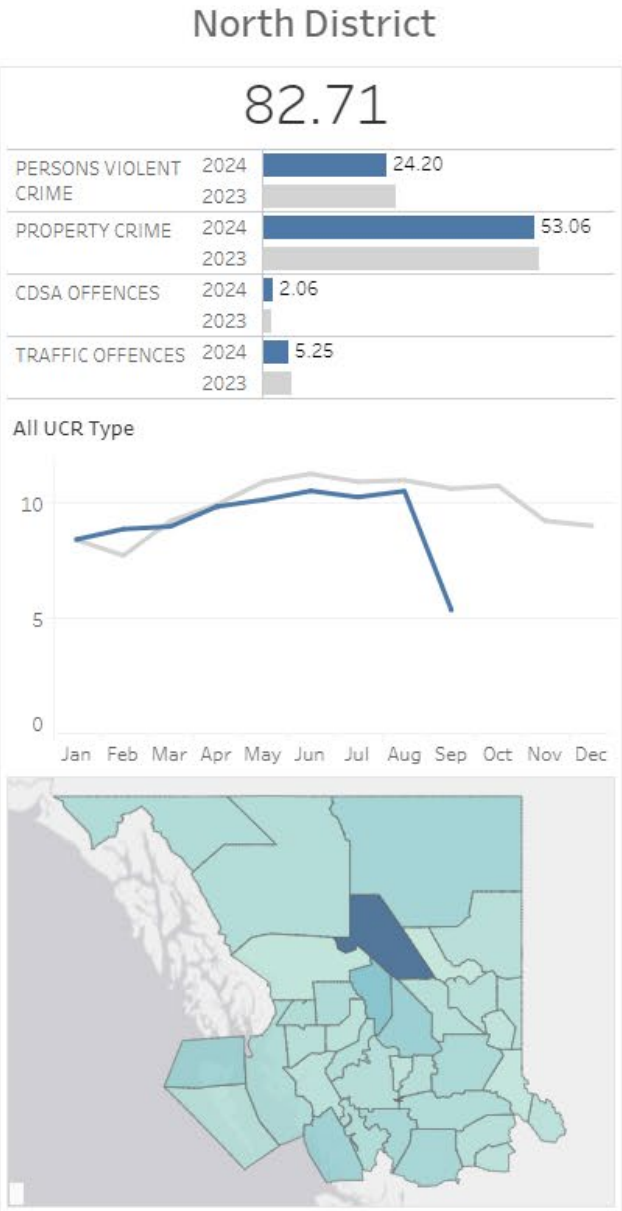 North District
82.71
PERSONS VIOLENT CRIME
2024 24.20
2023
PROPERTY CRIME
2024 53.06
2023
CDSA OFFENCES
2024 2.06
2023
TRAFFIC OFFENCES
2024 5.25
2023
All UCR Type
10
5
0
Jan Feb Mar Apr May Jun Jul Aug Sep Oct Nov Dec